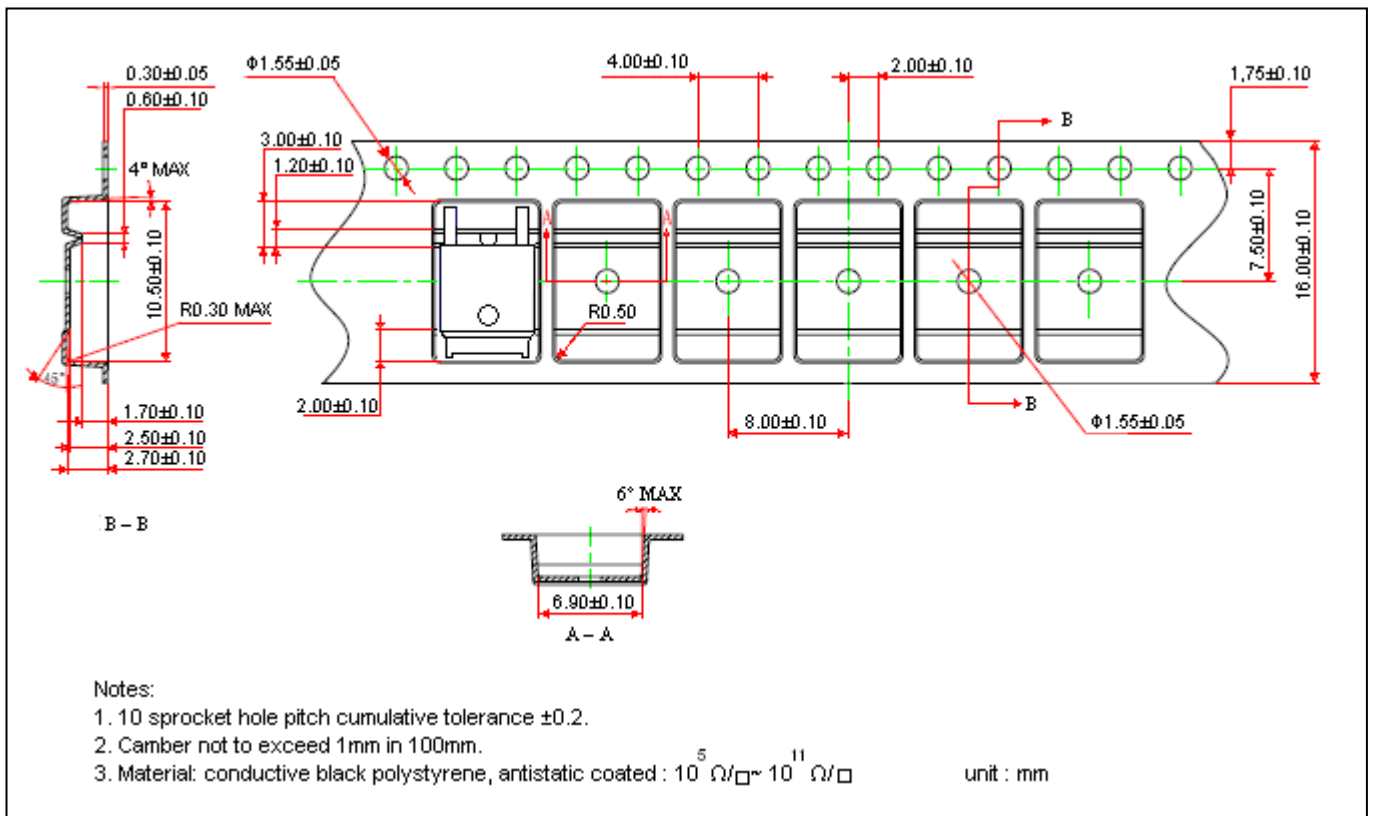 0.30±0.05
Φ1.55±0.05
4.00±0.10
2.00±0.10
1,75±0.10
0.60±0.10
B
3.00±0.10
4° MAX
1.20±0.10
A
A
7.50±0.10
16.00±0.10
10.50±0.10
R0.30 MAX
R0.50
45°
2.00±0.10
B
1.70±0.10
8.00±0.10
Φ1.55±0.05
2.50±0.10
2.70±0.10
6° MAX
B – B
6.90±0.10
A – A
Notes:
1. 10 sprocket hole pitch cumulative tolerance ±0.2.
2. Camber not to exceed 1mm in 100mm.
3. Material: conductive black polystyrene, antistatic coated : 10⁵ Ω/□~ 10¹¹ Ω/□ unit : mm